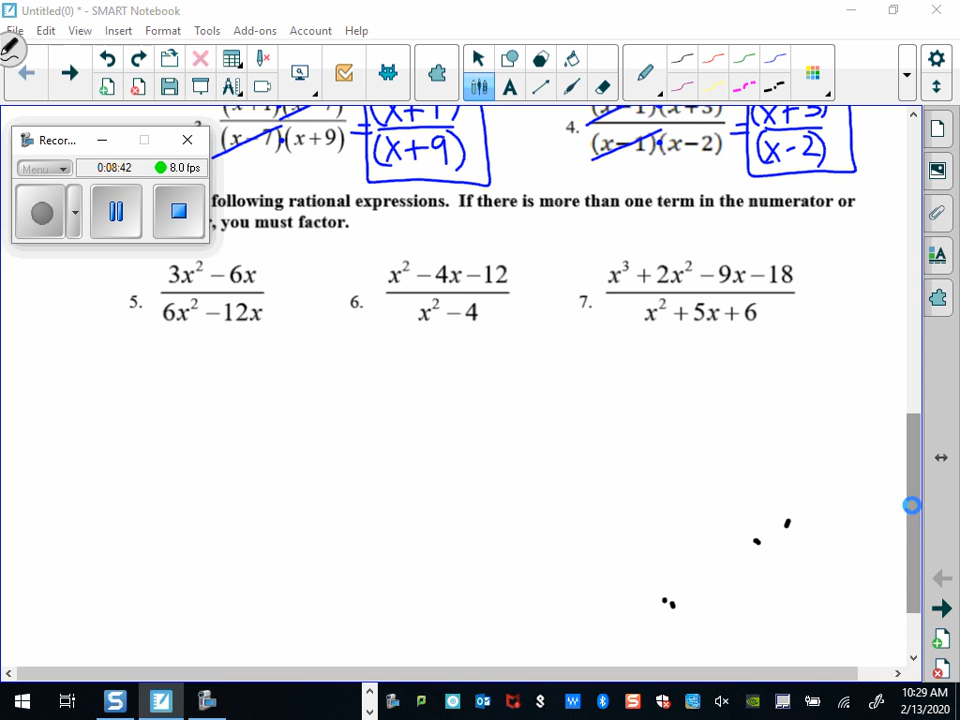 Untitled(0) * - SMART Notebook
File Edit View Insert Format Tools Add-ons Account Help
Recor...
Menu 0:08:42 8.0 fps
(x-7)(x+9) = (x+1)/(x+9)
4. (x-1)(x+3)/(x-1)(x-2) = (x+3)/(x-2)
following rational expressions. If there is more than one term in the numerator or
, you must factor.
5. (3x² - 6x)/(6x² - 12x) 6. (x² - 4x - 12)/(x² - 4) 7. (x³ + 2x² - 9x - 18)/(x² + 5x + 6)
10:29 AM
2/13/2020